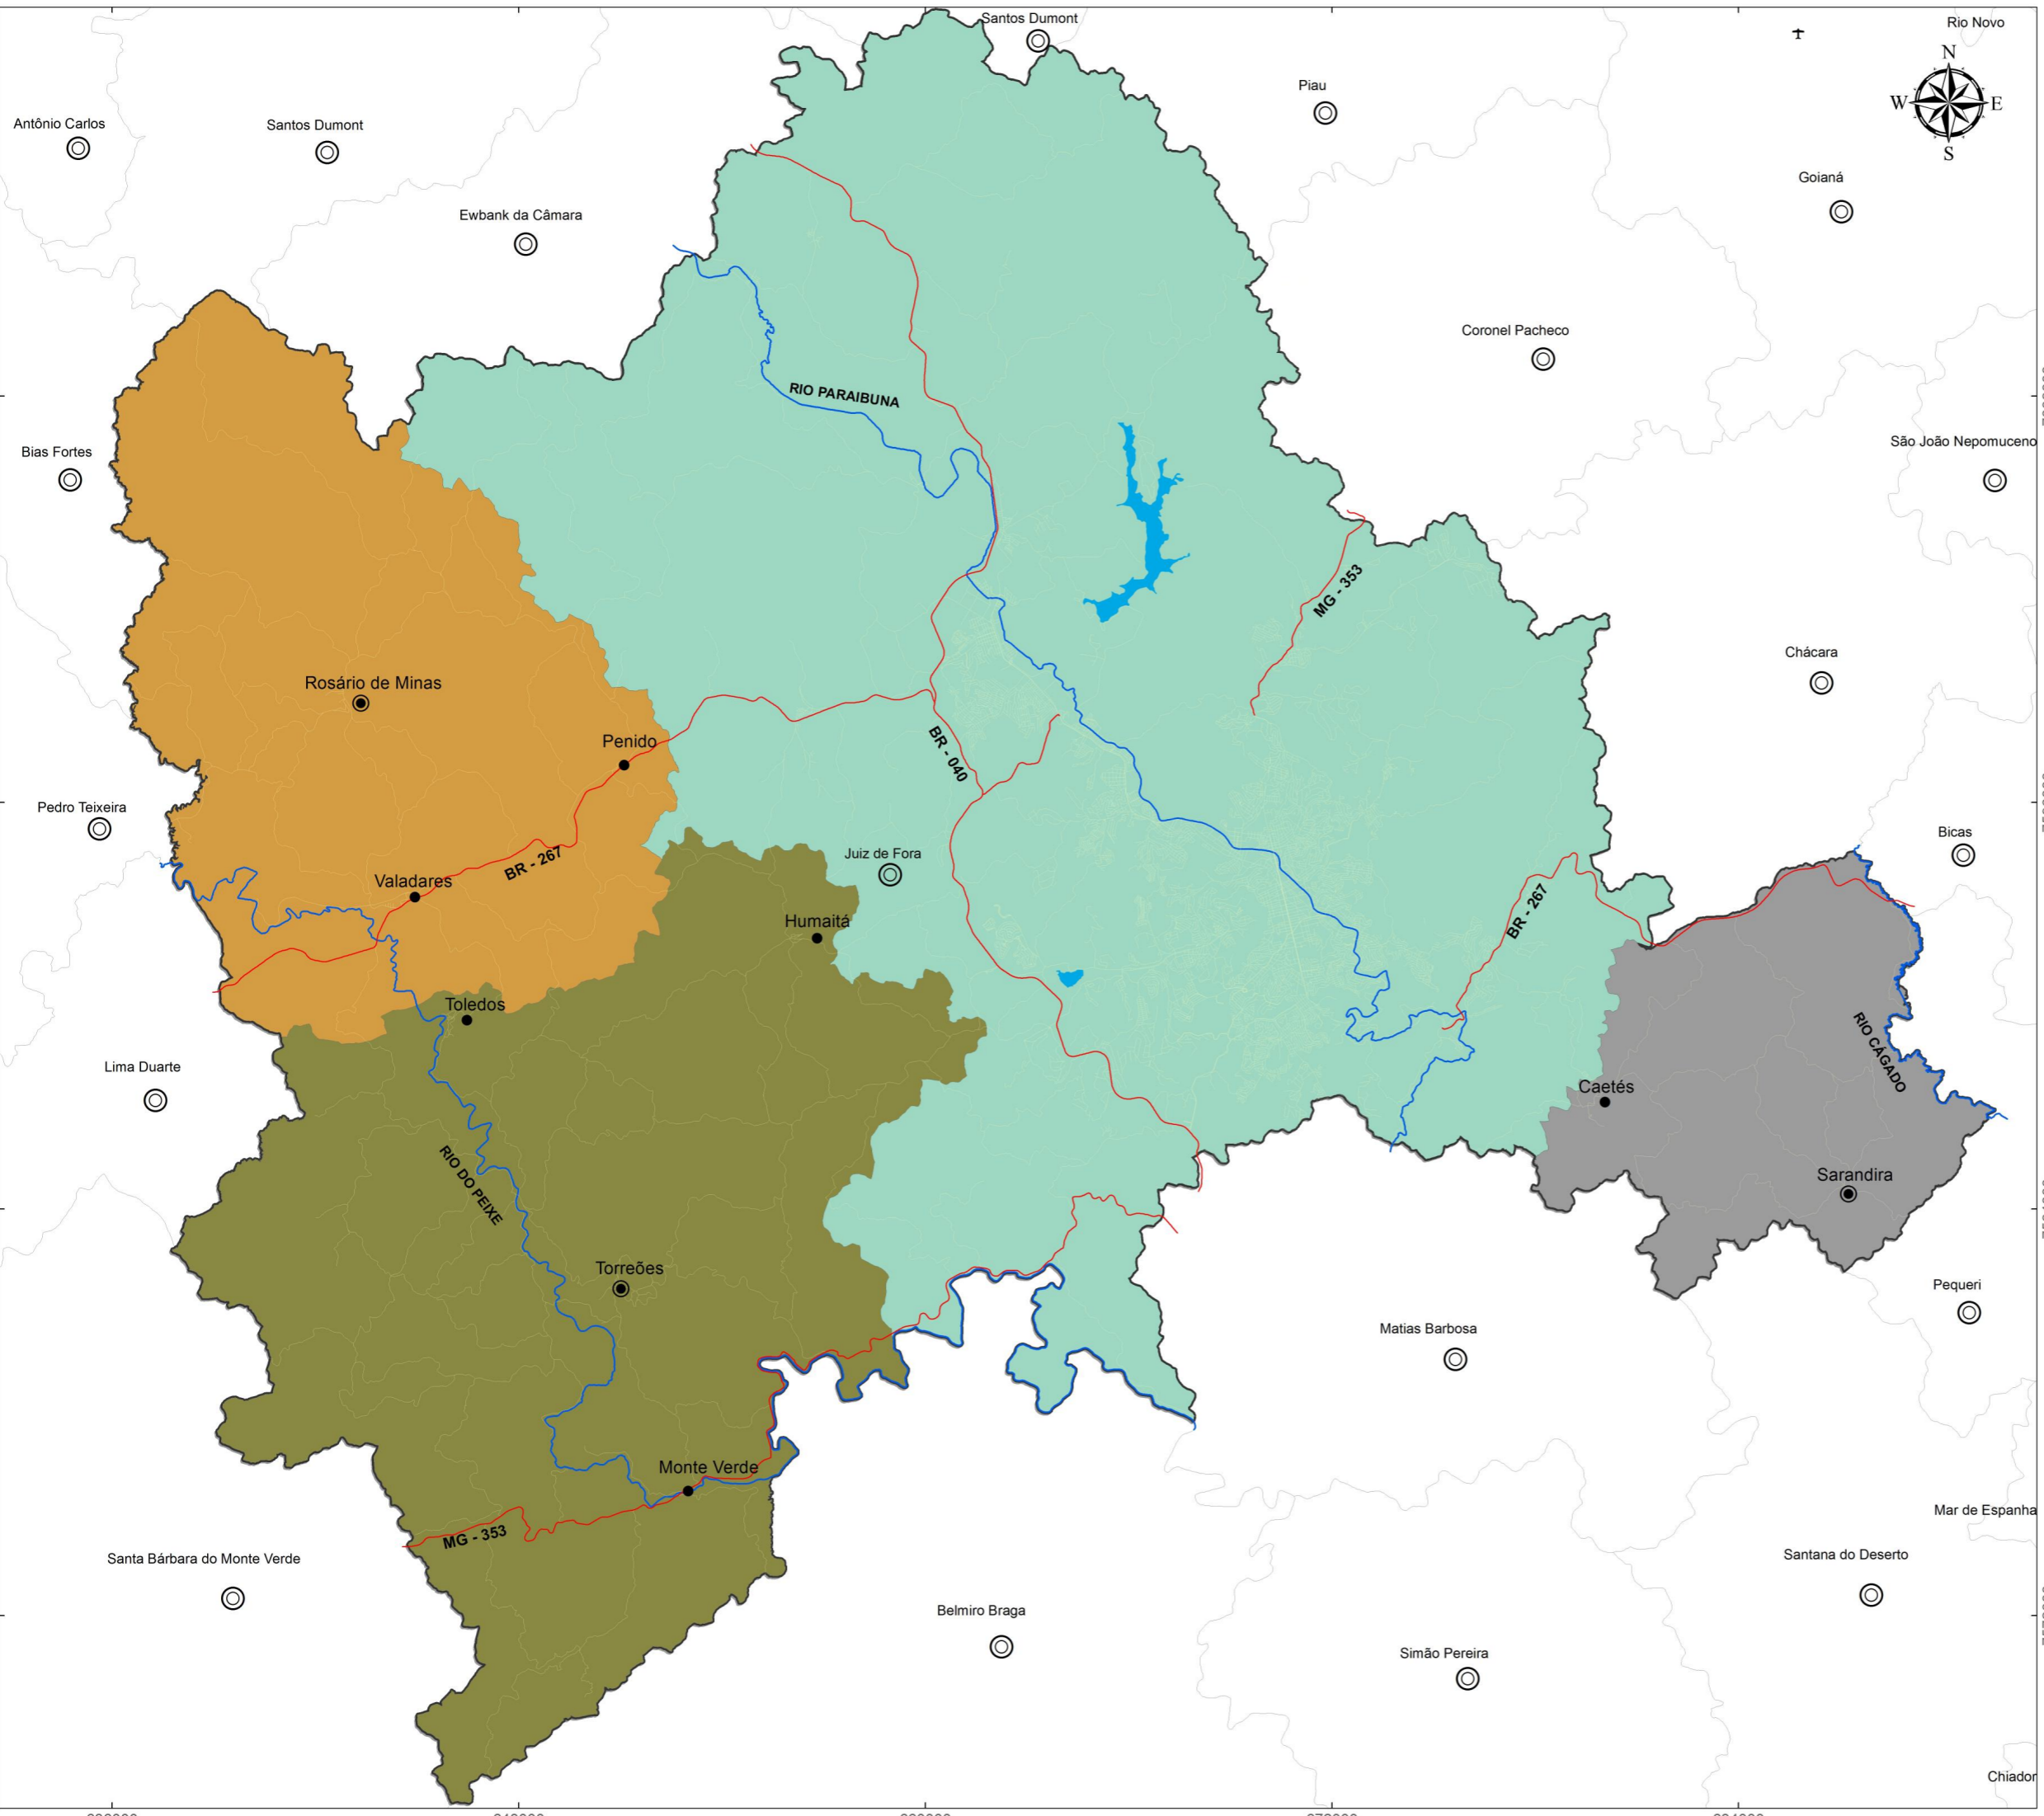 Santos Dumont
Rio Novo
N
W
E
S
Piau
Antônio Carlos
Santos Dumont
Goianá
Ewbank da Câmara
Coronel Pacheco
RIO PARAIBUNA
São João Nepomuceno
Bias Fortes
MG - 353
Chácara
Rosário de Minas
Penido
BR - 040
Pedro Teixeira
Bicas
Juiz de Fora
BR - 267
Valadares
BR - 267
Humaitá
Toledos
RIO CÁGADO
Lima Duarte
Caetés
Sarandira
RIO DO PEIXE
Torreões
Pequeri
Matias Barbosa
Monte Verde
Mar de Espanha
MG - 353
Santa Bárbara do Monte Verde
Santana do Deserto
Belmiro Braga
Simão Pereira
Chiador